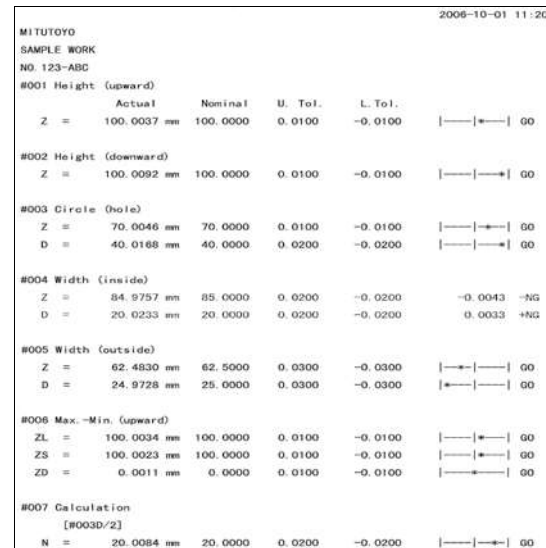 2006-10-01 11:20
MITUTOYO
SAMPLE WORK
NO. 123-ABC
#001 Height (upward)
Actual Nominal U. Tol. L. Tol.
Z = 100.0037 mm 100.0000 0.0100 -0.0100 |----|*---| GO
#002 Height (downward)
Z = 100.0092 mm 100.0000 0.0100 -0.0100 |----|---*| GO
#003 Circle (hole)
Z = 70.0046 mm 70.0000 0.0100 -0.0100 |----|-*--| GO
D = 40.0168 mm 40.0000 0.0200 -0.0200 |----|---*| GO
#004 Width (inside)
Z = 84.9757 mm 85.0000 0.0200 -0.0200 -0.0043 -NG
D = 20.0233 mm 20.0000 0.0200 -0.0200 0.0033 +NG
#005 Width (outside)
Z = 62.4830 mm 62.5000 0.0300 -0.0300 |--*-|----| GO
D = 24.9728 mm 25.0000 0.0300 -0.0300 |*---|----| GO
#006 Max.-Min. (upward)
ZL = 100.0034 mm 100.0000 0.0100 -0.0100 |----|*---| GO
ZS = 100.0023 mm 100.0000 0.0100 -0.0100 |----|*---| GO
ZD = 0.0011 mm 0.0000 0.0100 -0.0100 |----*----| GO
#007 Calculation
[#003D/2]
N = 20.0084 mm 20.0000 0.0200 -0.0200 |----|-*--| GO